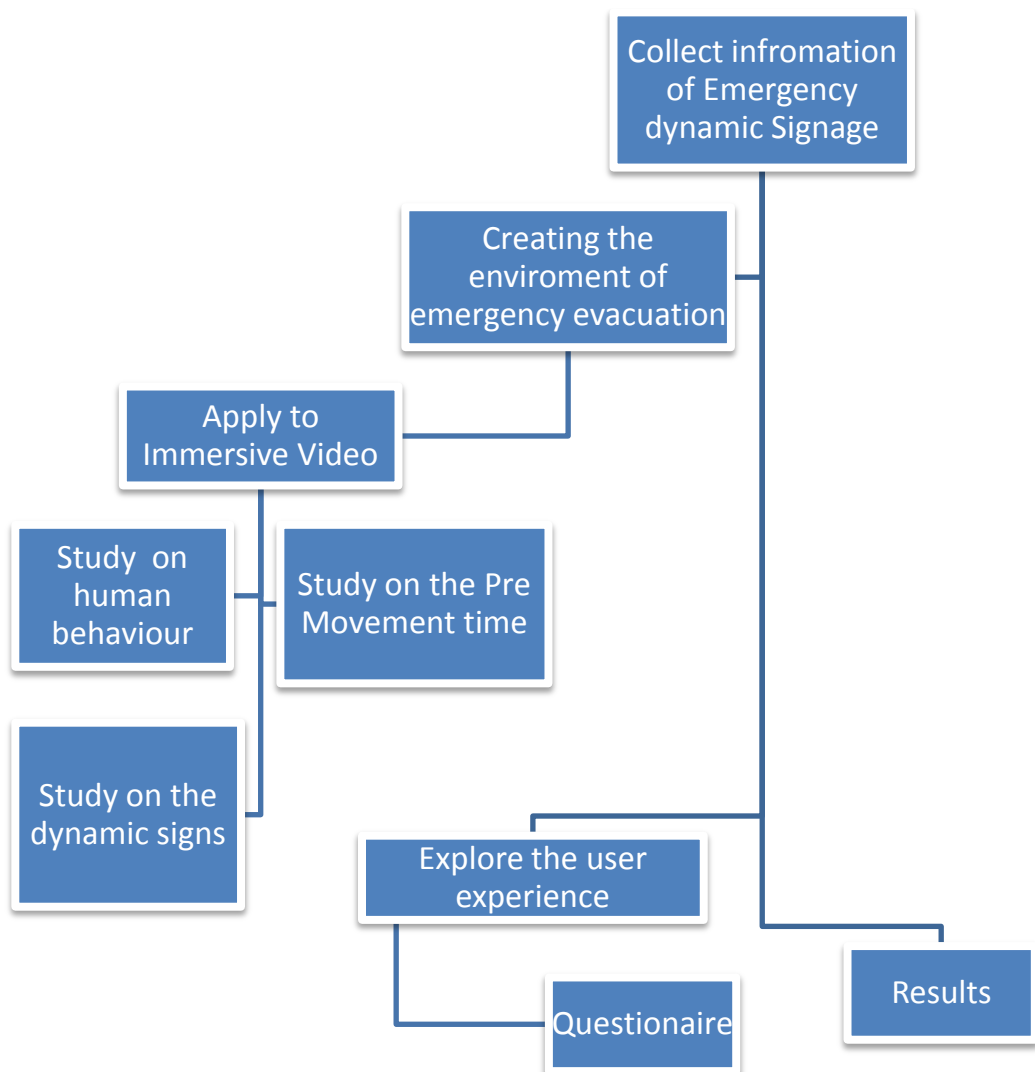 Collect infromation
of Emergency
dynamic Signage
Creating the
enviroment of
emergency evacuation
Apply to
Immersive Video
Study on
human
behaviour
Study on the Pre
Movement time
Study on the
dynamic signs
Explore the user
experience
Questionaire
Results